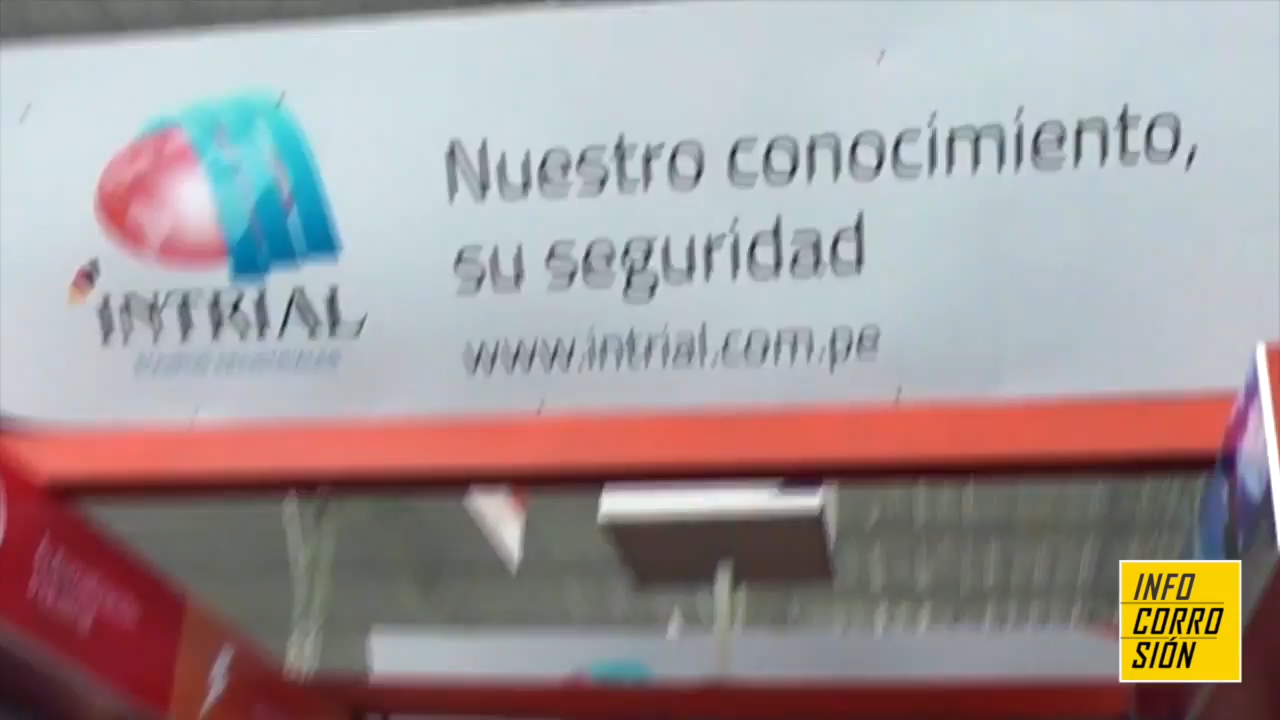 Nuestro conocimiento,
su seguridad
www.intrial.com.pe
INTRIAL
INFO
CORRO
SIÓN